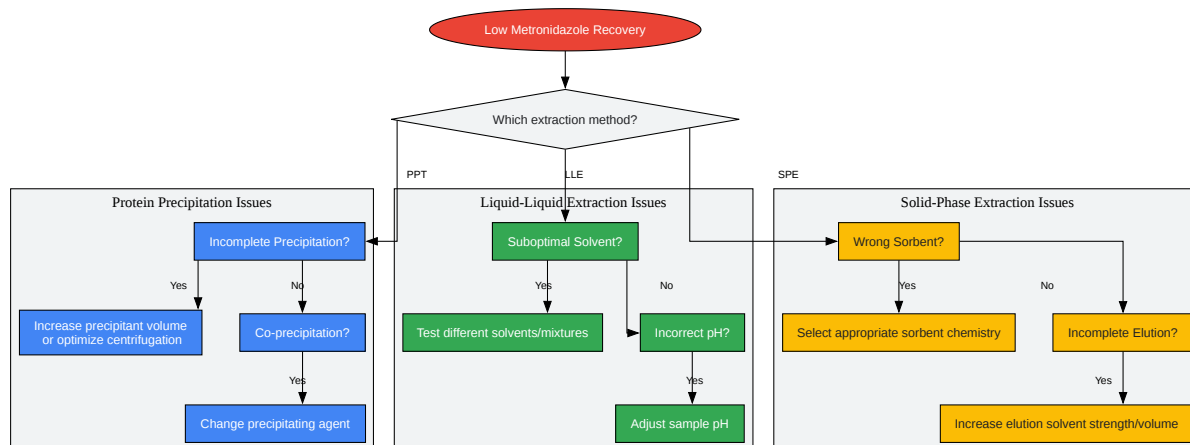 Low Metronidazole Recovery
Which extraction method?
PPT
LLE
SPE
Protein Precipitation Issues
Incomplete Precipitation?
Yes
No
Increase precipitant volume
or optimize centrifugation
Co-precipitation?
Yes
Change precipitating agent
Liquid-Liquid Extraction Issues
Suboptimal Solvent?
Yes
No
Test different solvents/mixtures
Incorrect pH?
Yes
Adjust sample pH
Solid-Phase Extraction Issues
Wrong Sorbent?
Yes
No
Select appropriate sorbent chemistry
Incomplete Elution?
Yes
Increase elution solvent strength/volume